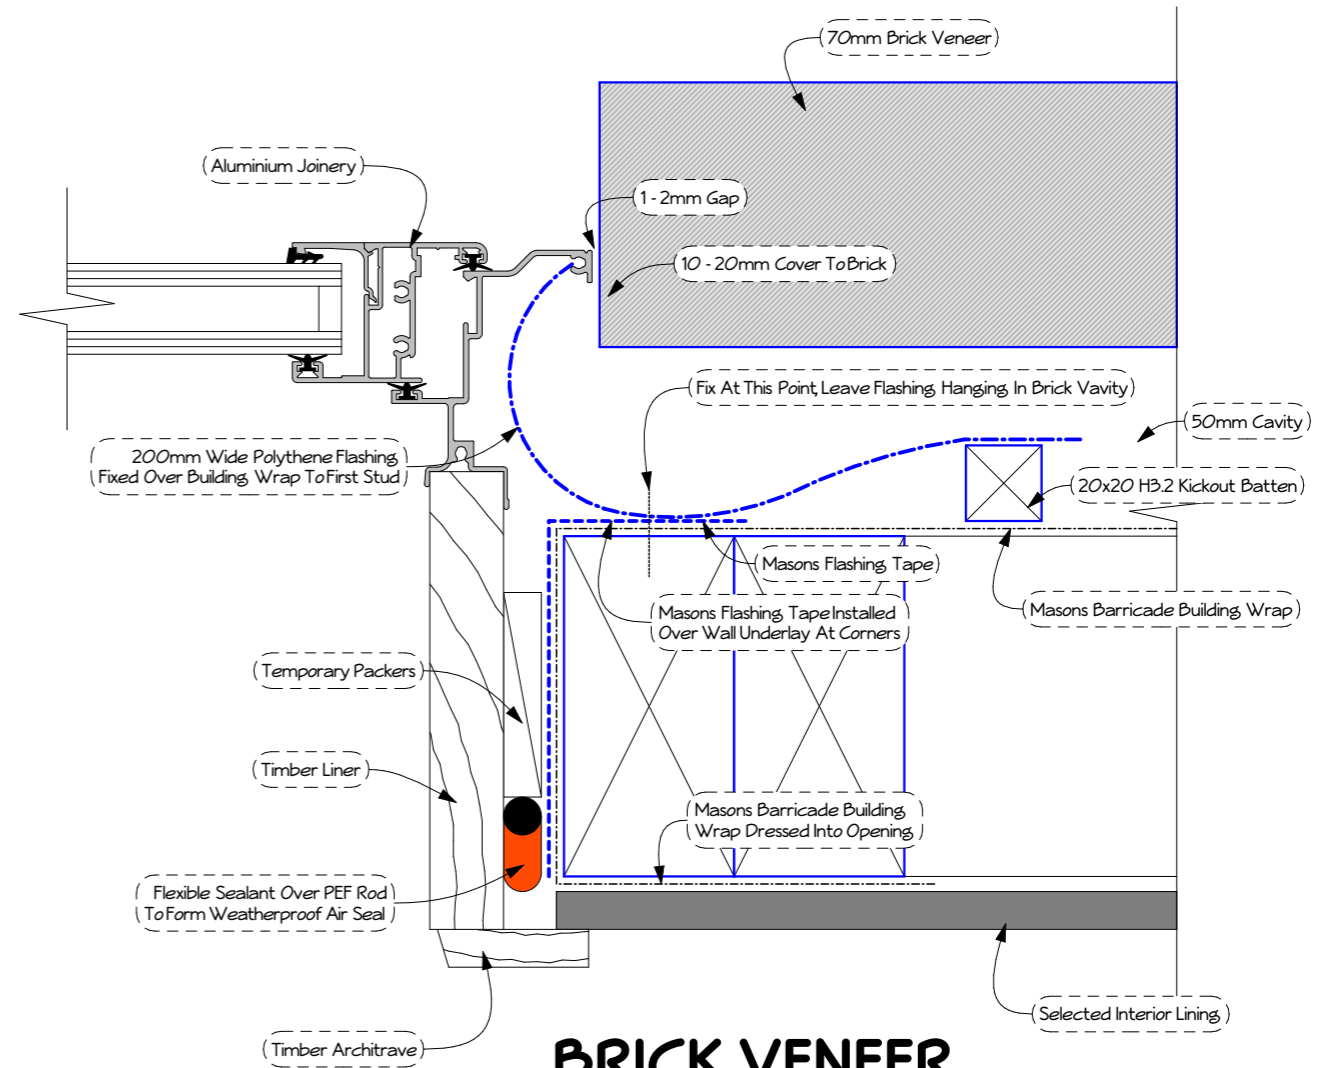 70mm Brick Veneer
Aluminium Joinery
1 - 2mm Gap
10 - 20mm Cover To Brick
Fix At This Point, Leave Flashing Hanging In Brick Vavity
50mm Cavity
200mm Wide Polythene Flashing
Fixed Over Building Wrap To First Stud
20x20 H3.2 Kickout Batten
Masons Flashing Tape
Masons Flashing Tape Installed
Over Wall Underlay At Corners
Masons Barricade Building Wrap
Temporary Packers
Timber Liner
Masons Barricade Building
Wrap Dressed Into Opening
Flexible Sealant Over PEF Rod
To Form Weatherproof Air Seal
Selected Interior Lining
Timber Architrave
BRICK VENEER